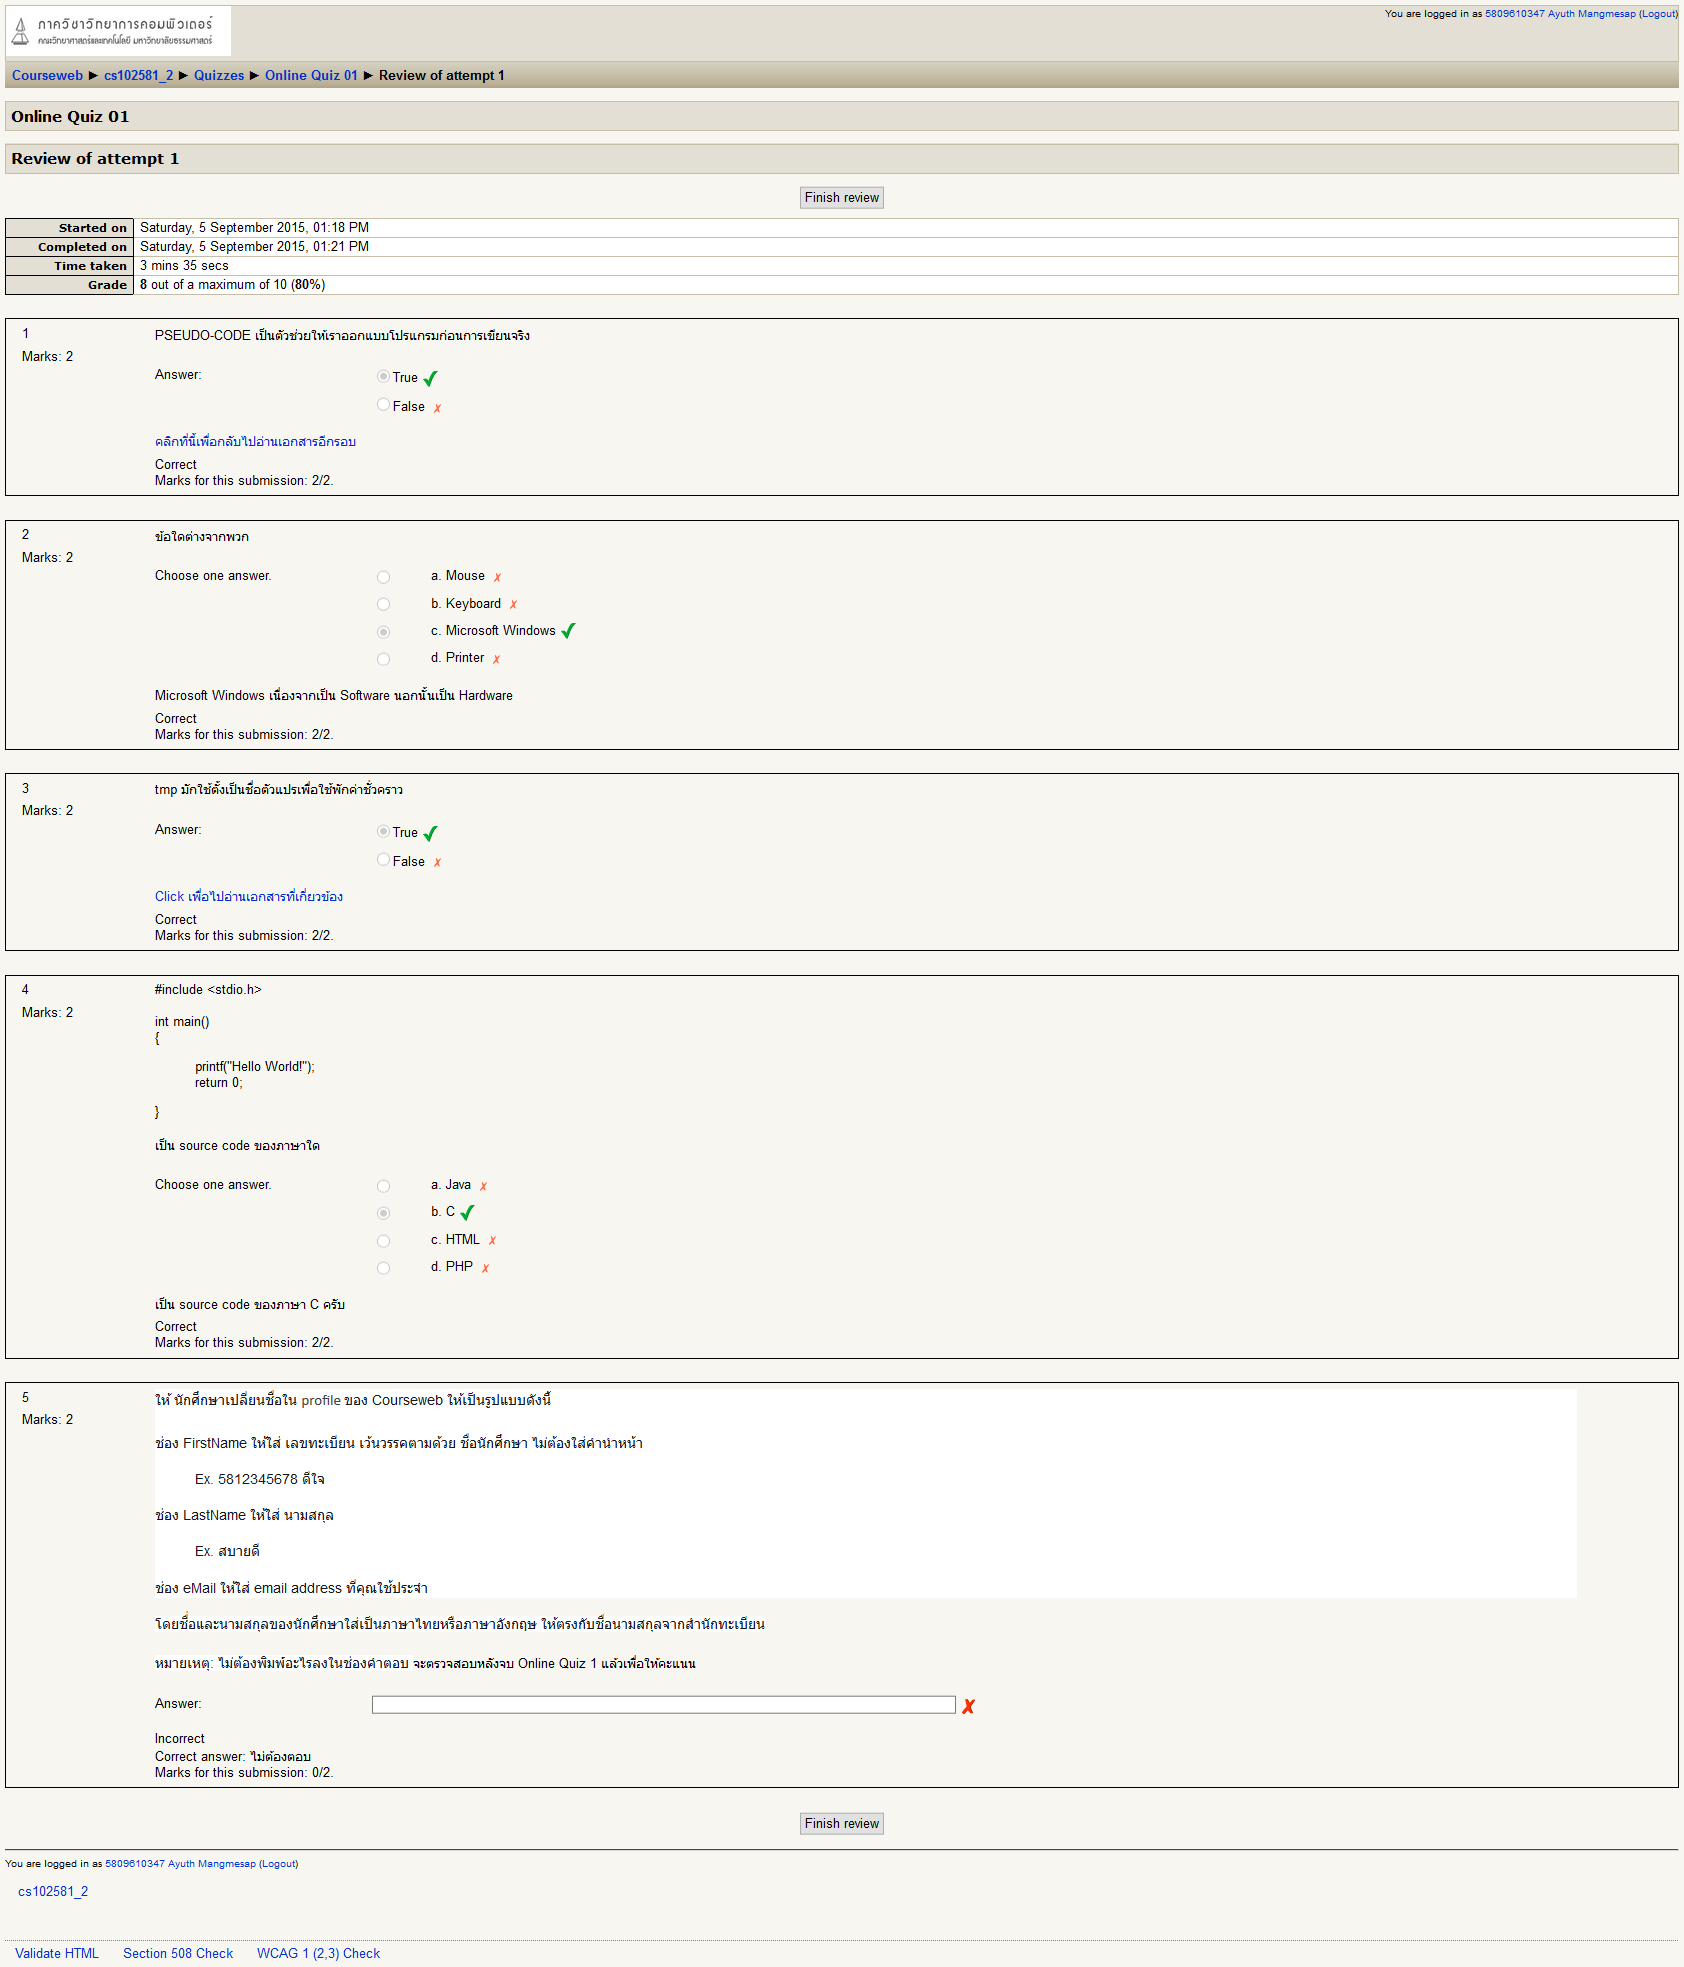 ภาควิชาวิทยาการคอมพิวเตอร์
คณะวิทยาศาสตร์และเทคโนโลยี มหาวิทยาลัยธรรมศาสตร์
You are logged in as 5809610347 Ayuth Mangmesap (Logout)
Courseweb ► cs102581_2 ► Quizzes ► Online Quiz 01 ► Review of attempt 1
Online Quiz 01
Review of attempt 1
Finish review
Started on Saturday, 5 September 2015, 01:18 PM
Completed on Saturday, 5 September 2015, 01:21 PM
Time taken 3 mins 35 secs
Grade 8 out of a maximum of 10 (80%)
1
Marks: 2
PSEUDO-CODE เป็นตัวช่วยให้เราออกแบบโปรแกรมก่อนการเขียนจริง
Answer:
True
False
คลิกที่นี้เพื่อกลับไปอ่านเอกสารอีกรอบ
Correct
Marks for this submission: 2/2.
2
Marks: 2
ข้อใดต่างจากพวก
Choose one answer.
a. Mouse
b. Keyboard
c. Microsoft Windows
d. Printer
Microsoft Windows เนื่องจากเป็น Software นอกนั้นเป็น Hardware
Correct
Marks for this submission: 2/2.
3
Marks: 2
tmp มักใช้ตั้งเป็นชื่อตัวแปรเพื่อใช้พักค่าชั่วคราว
Answer:
True
False
Click เพื่อไปอ่านเอกสารที่เกี่ยวข้อง
Correct
Marks for this submission: 2/2.
4
Marks: 2
#include <stdio.h>
int main()
{
printf("Hello World!");
return 0;
}
เป็น source code ของภาษาใด
Choose one answer.
a. Java
b. C
c. HTML
d. PHP
เป็น source code ของภาษา C ครับ
Correct
Marks for this submission: 2/2.
5
Marks: 2
ให้ นักศึกษาเปลี่ยนชื่อใน profile ของ Courseweb ให้เป็นรูปแบบดังนี้
ช่อง FirstName ให้ใส่ เลขทะเบียน เว้นวรรคตามด้วย ชื่อนักศึกษา ไม่ต้องใส่คำนำหน้า
Ex. 5812345678 ดีใจ
ช่อง LastName ให้ใส่ นามสกุล
Ex. สบายดี
ช่อง eMail ให้ใส่ email address ที่คุณใช้ประจำ
โดยชื่อและนามสกุลของนักศึกษาใส่เป็นภาษาไทยหรือภาษาอังกฤษ ให้ตรงกับชื่อนามสกุลจากสำนักทะเบียน
หมายเหตุ: ไม่ต้องพิมพ์อะไรลงในช่องคำตอบ จะตรวจสอบหลังจบ Online Quiz 1 แล้วเพื่อให้คะแนน
Answer:
Incorrect
Correct answer: ไม่ต้องตอบ
Marks for this submission: 0/2.
Finish review
You are logged in as 5809610347 Ayuth Mangmesap (Logout)
cs102581_2
Validate HTML Section 508 Check WCAG 1 (2,3) Check